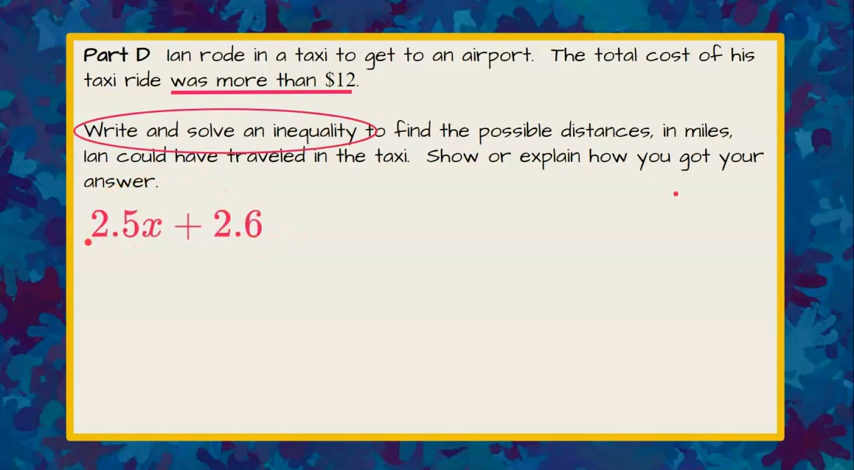 Part D Ian rode in a taxi to get to an airport. The total cost of his
taxi ride was more than $12.
Write and solve an inequality to find the possible distances, in miles,
Ian could have traveled in the taxi. Show or explain how you got your
answer.
2.5x + 2.6